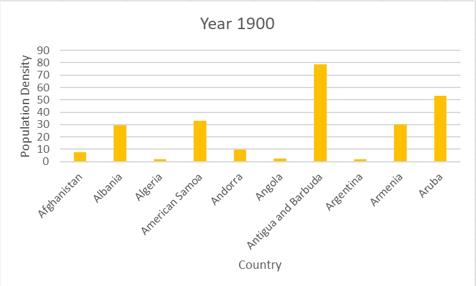 Year 1900
Population Density
90
80
70
60
50
40
30
20
10
0
Afghanistan
Albania
Algeria
American Samoa
Andorra
Angola
Antigua and Barbuda
Argentina
Armenia
Aruba
Country